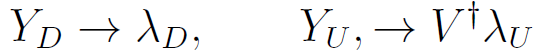 Y_D → λ_D, Y_U, → V^†λ_U